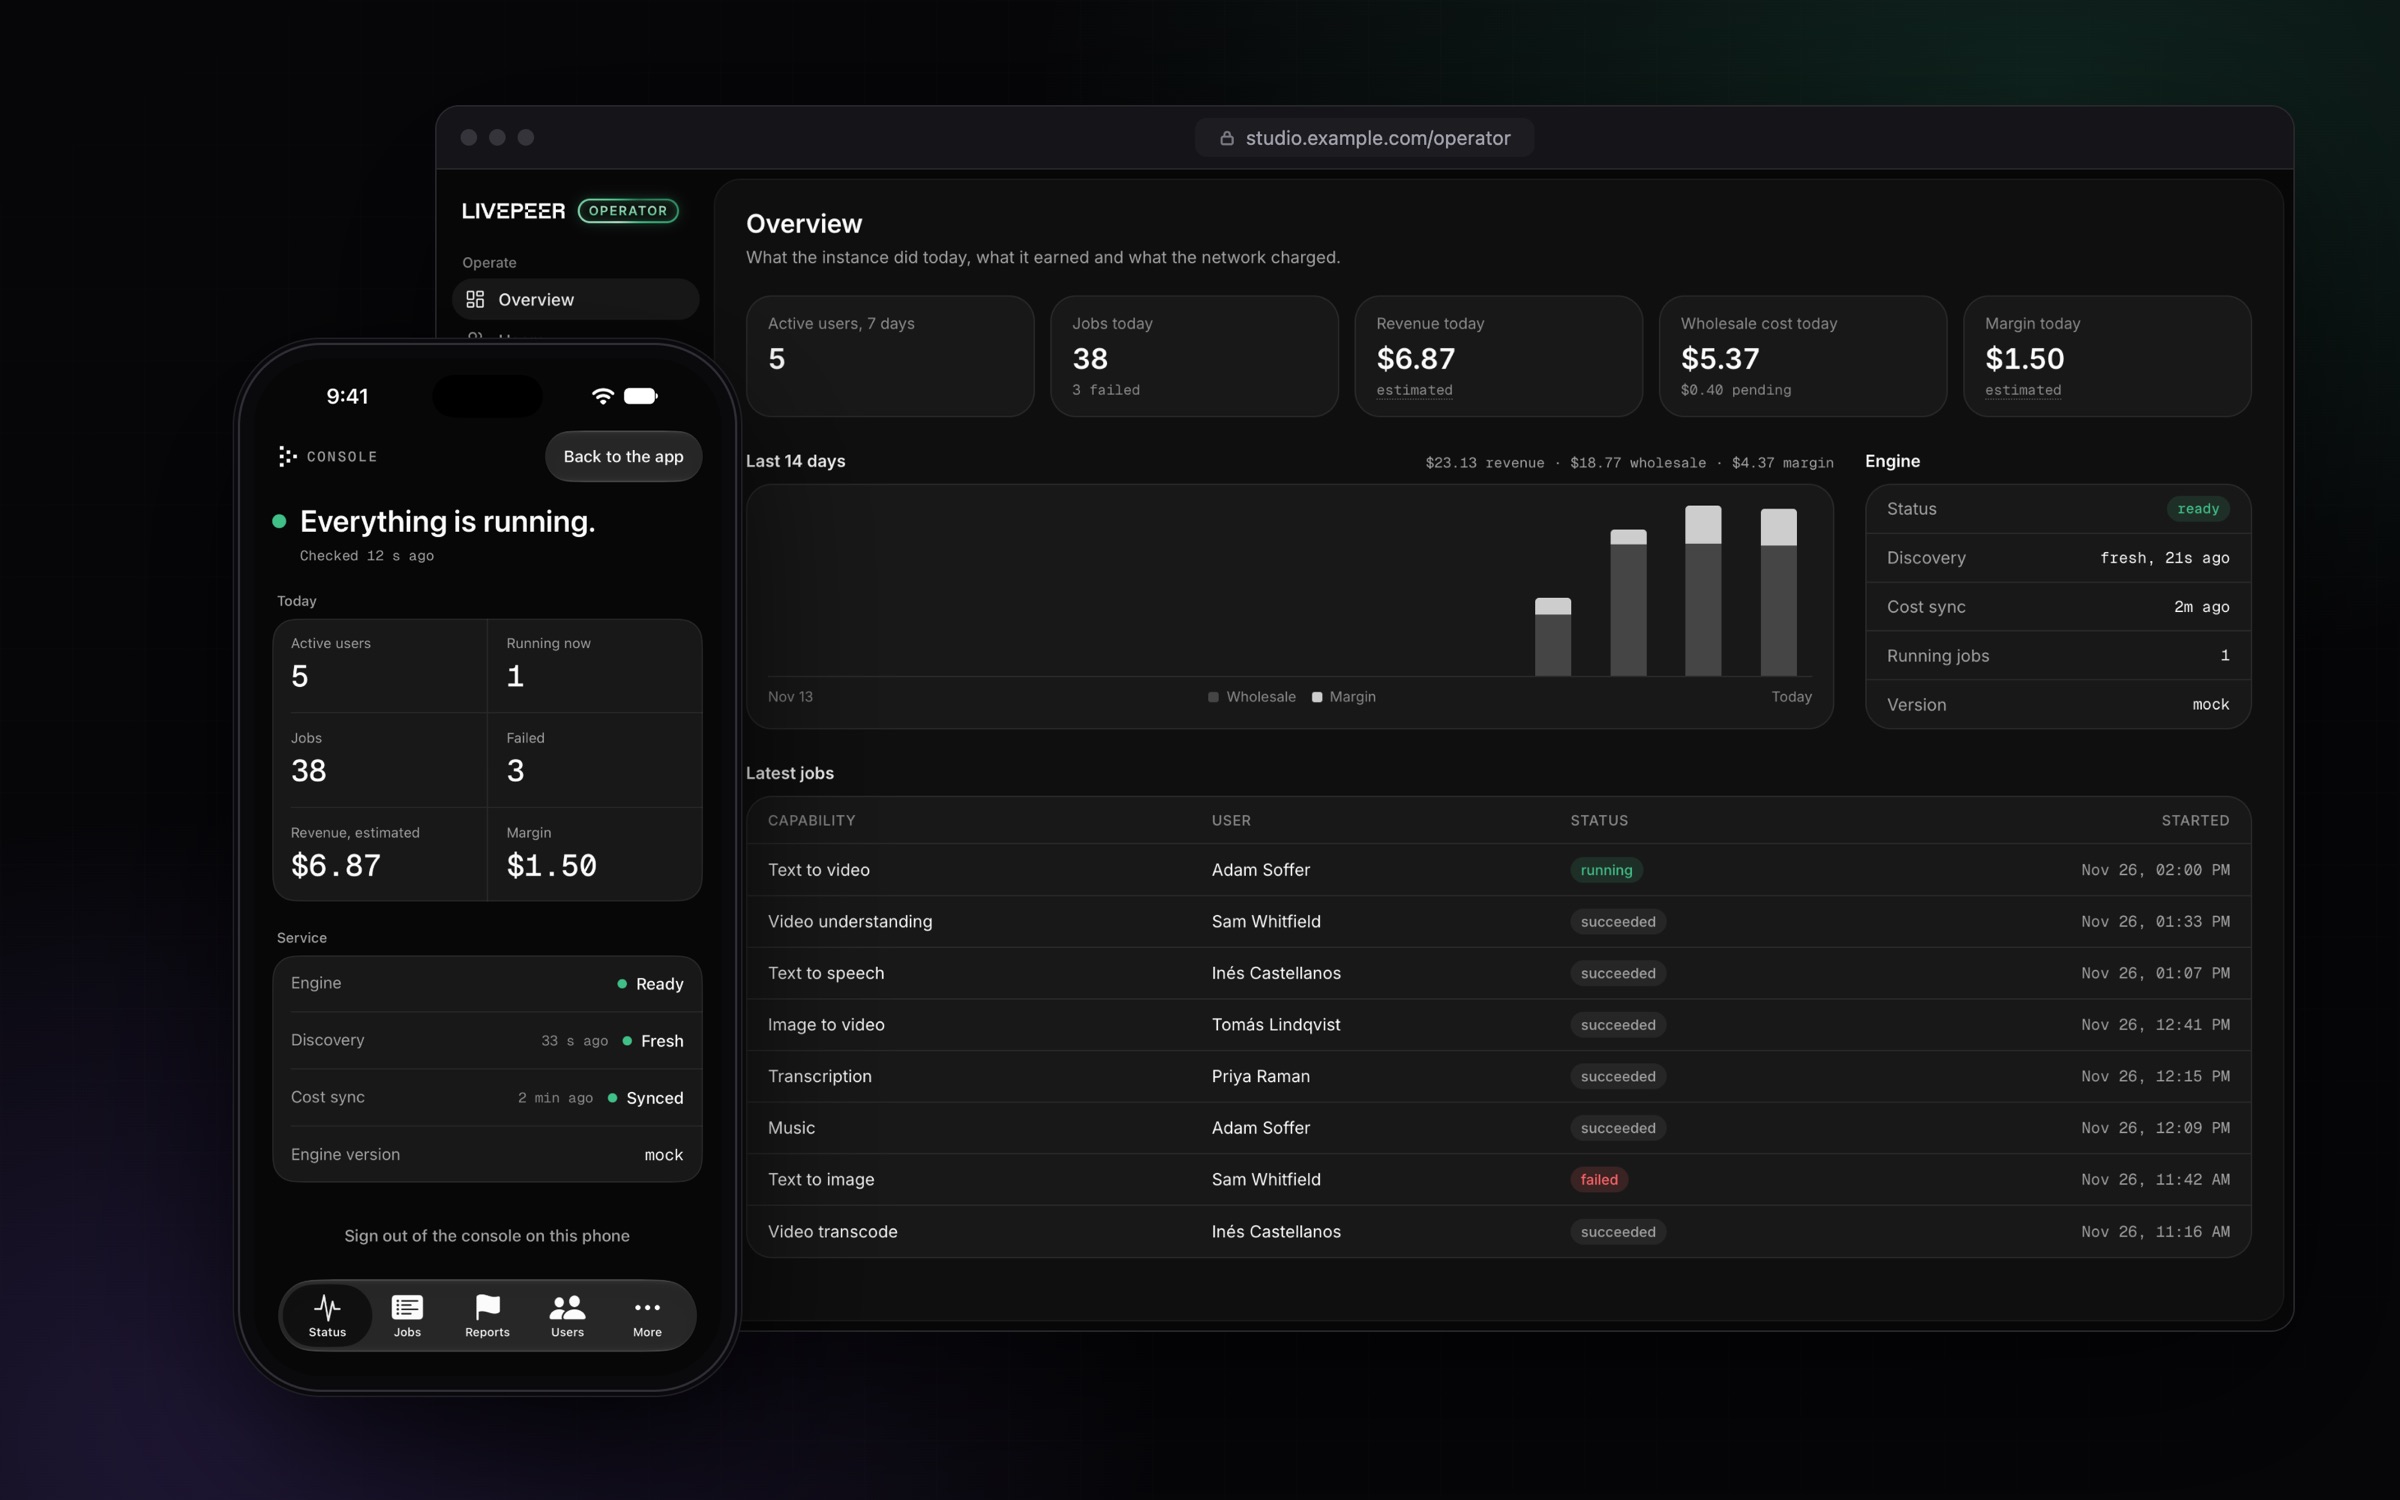 studio.example.com/operator
LIVEPEER OPERATOR
Operate
Overview
Overview
What the instance did today, what it earned and what the network charged.
Active users, 7 days
5
Jobs today
38
3 failed
Revenue today
$6.87
estimated
Wholesale cost today
$5.37
$0.40 pending
Margin today
$1.50
estimated
Last 14 days
$23.13 revenue · $18.77 wholesale · $4.37 margin
Nov 13
Wholesale
Margin
Today
Engine
Status ready
Discovery fresh, 21s ago
Cost sync 2m ago
Running jobs 1
Version mock
Latest jobs
CAPABILITY USER STATUS STARTED
Text to video Adam Soffer running Nov 26, 02:00 PM
Video understanding Sam Whitfield succeeded Nov 26, 01:33 PM
Text to speech Inés Castellanos succeeded Nov 26, 01:07 PM
Image to video Tomás Lindqvist succeeded Nov 26, 12:41 PM
Transcription Priya Raman succeeded Nov 26, 12:15 PM
Music Adam Soffer succeeded Nov 26, 12:09 PM
Text to image Sam Whitfield failed Nov 26, 11:42 AM
Video transcode Inés Castellanos succeeded Nov 26, 11:16 AM
9:41
CONSOLE
Back to the app
Everything is running.
Checked 12 s ago
Today
Active users
5
Running now
1
Jobs
38
Failed
3
Revenue, estimated
$6.87
Margin
$1.50
Service
Engine Ready
Discovery 33 s ago Fresh
Cost sync 2 min ago Synced
Engine version mock
Sign out of the console on this phone
Status
Jobs
Reports
Users
More